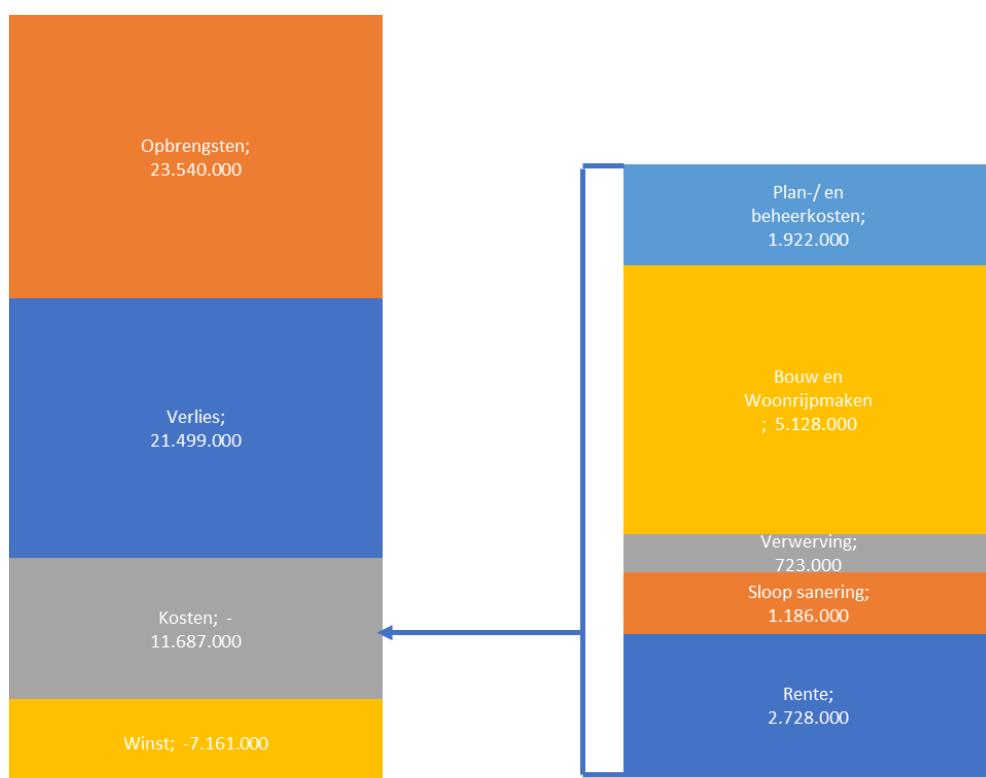 Opbrengsten;
23.540.000
Verlies;
21.499.000
Kosten; -
11.687.000
Winst; -7.161.000
Plan-/ en
beheerkosten;
1.922.000
Bouw en
Woonrijpmaken
; 5.128.000
Verwerving;
723.000
Sloop sanering;
1.186.000
Rente;
2.728.000